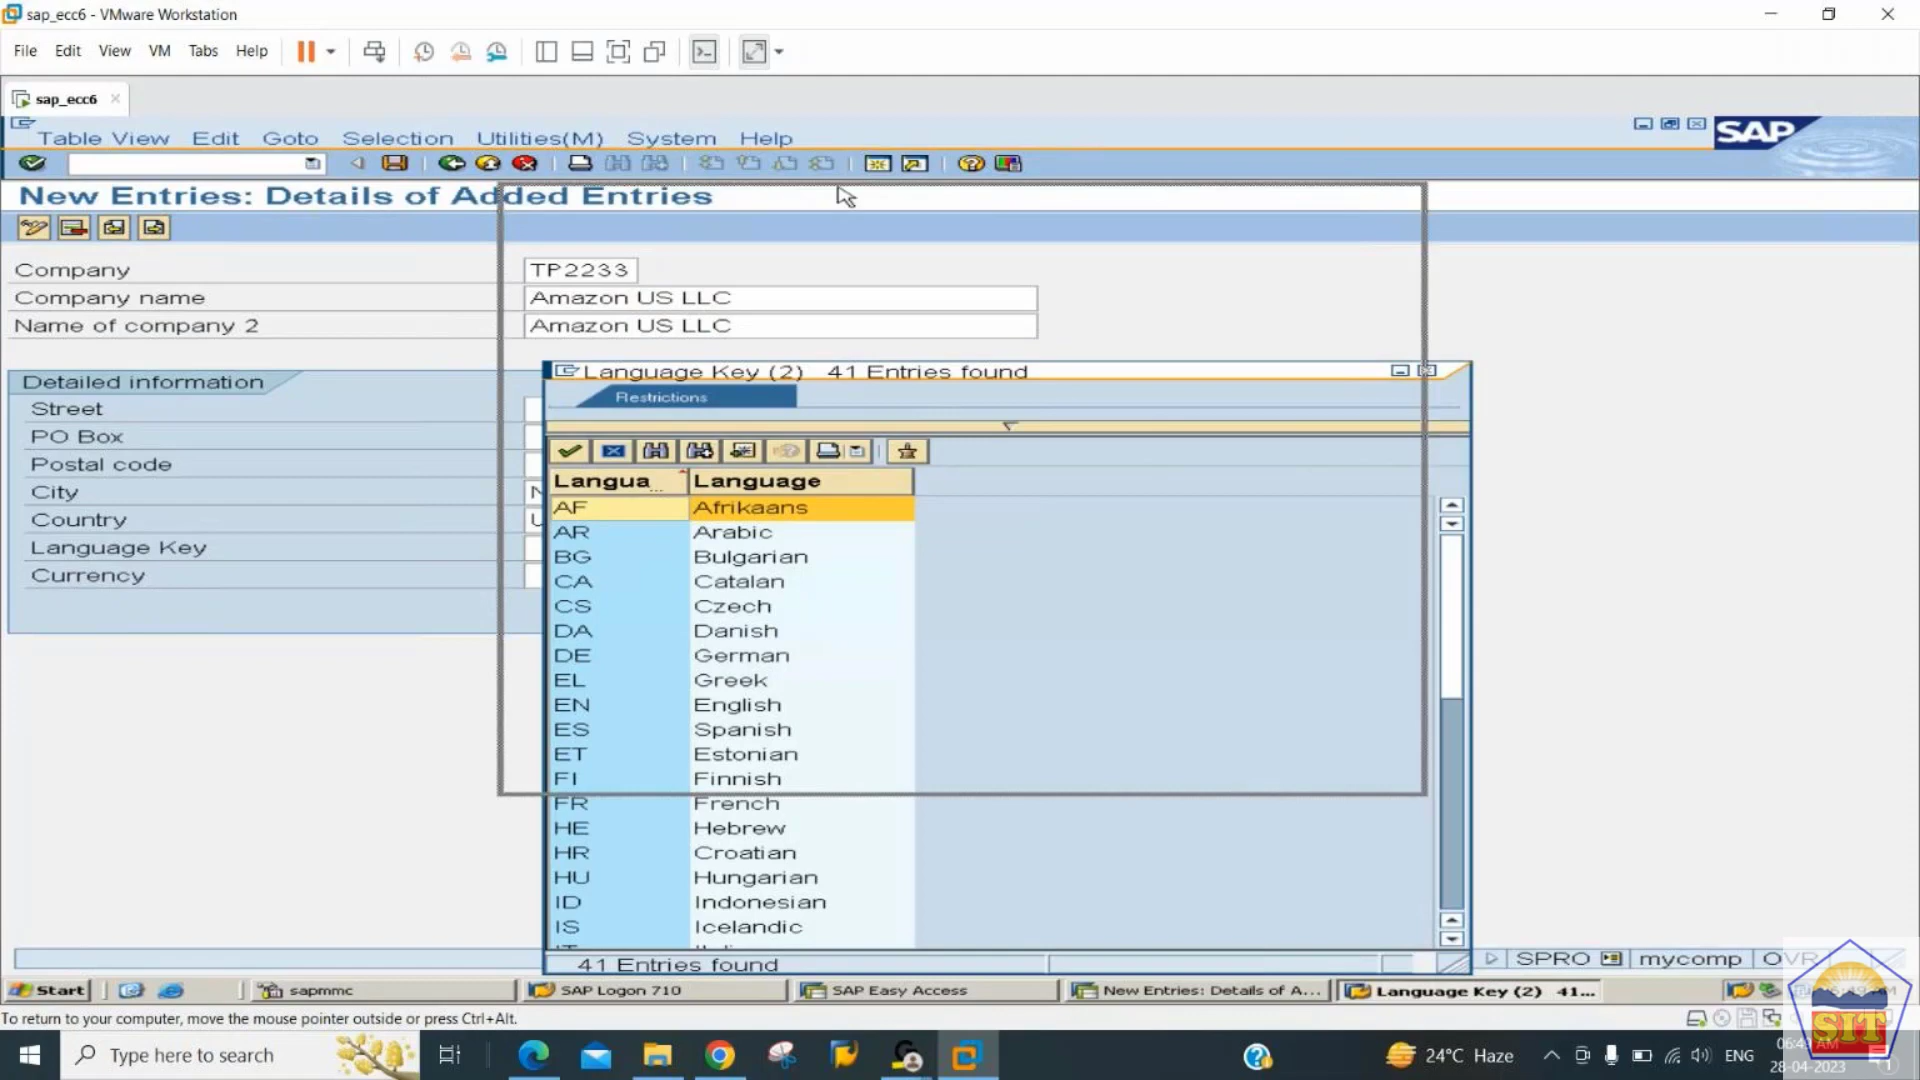 sap_ecc6 - VMware Workstation
File Edit View VM Tabs Help
sap_ecc6
Table View Edit Goto Selection Utilities(M) System Help
SAP
New Entries: Details of Added Entries
Company TP2233
Company name Amazon US LLC
Name of company 2 Amazon US LLC
Language Key (2) 41 Entries found
Detailed information
Restrictions
Street
PO Box
Postal code
City
Country
Language Key
Currency
Langua... Language
AF Afrikaans
AR Arabic
BG Bulgarian
CA Catalan
CS Czech
DA Danish
DE German
EL Greek
EN English
ES Spanish
ET Estonian
FI Finnish
FR French
HE Hebrew
HR Croatian
HU Hungarian
ID Indonesian
IS Icelandic
41 Entries found
SPRO mycomp OVR
Start sapmmc SAP Logon 710 SAP Easy Access New Entries: Details of A... Language Key (2) 41...
To return to your computer, move the mouse pointer outside or press Ctrl+Alt.
SIT
Type here to search
24°C Haze ENG
28-04-2023